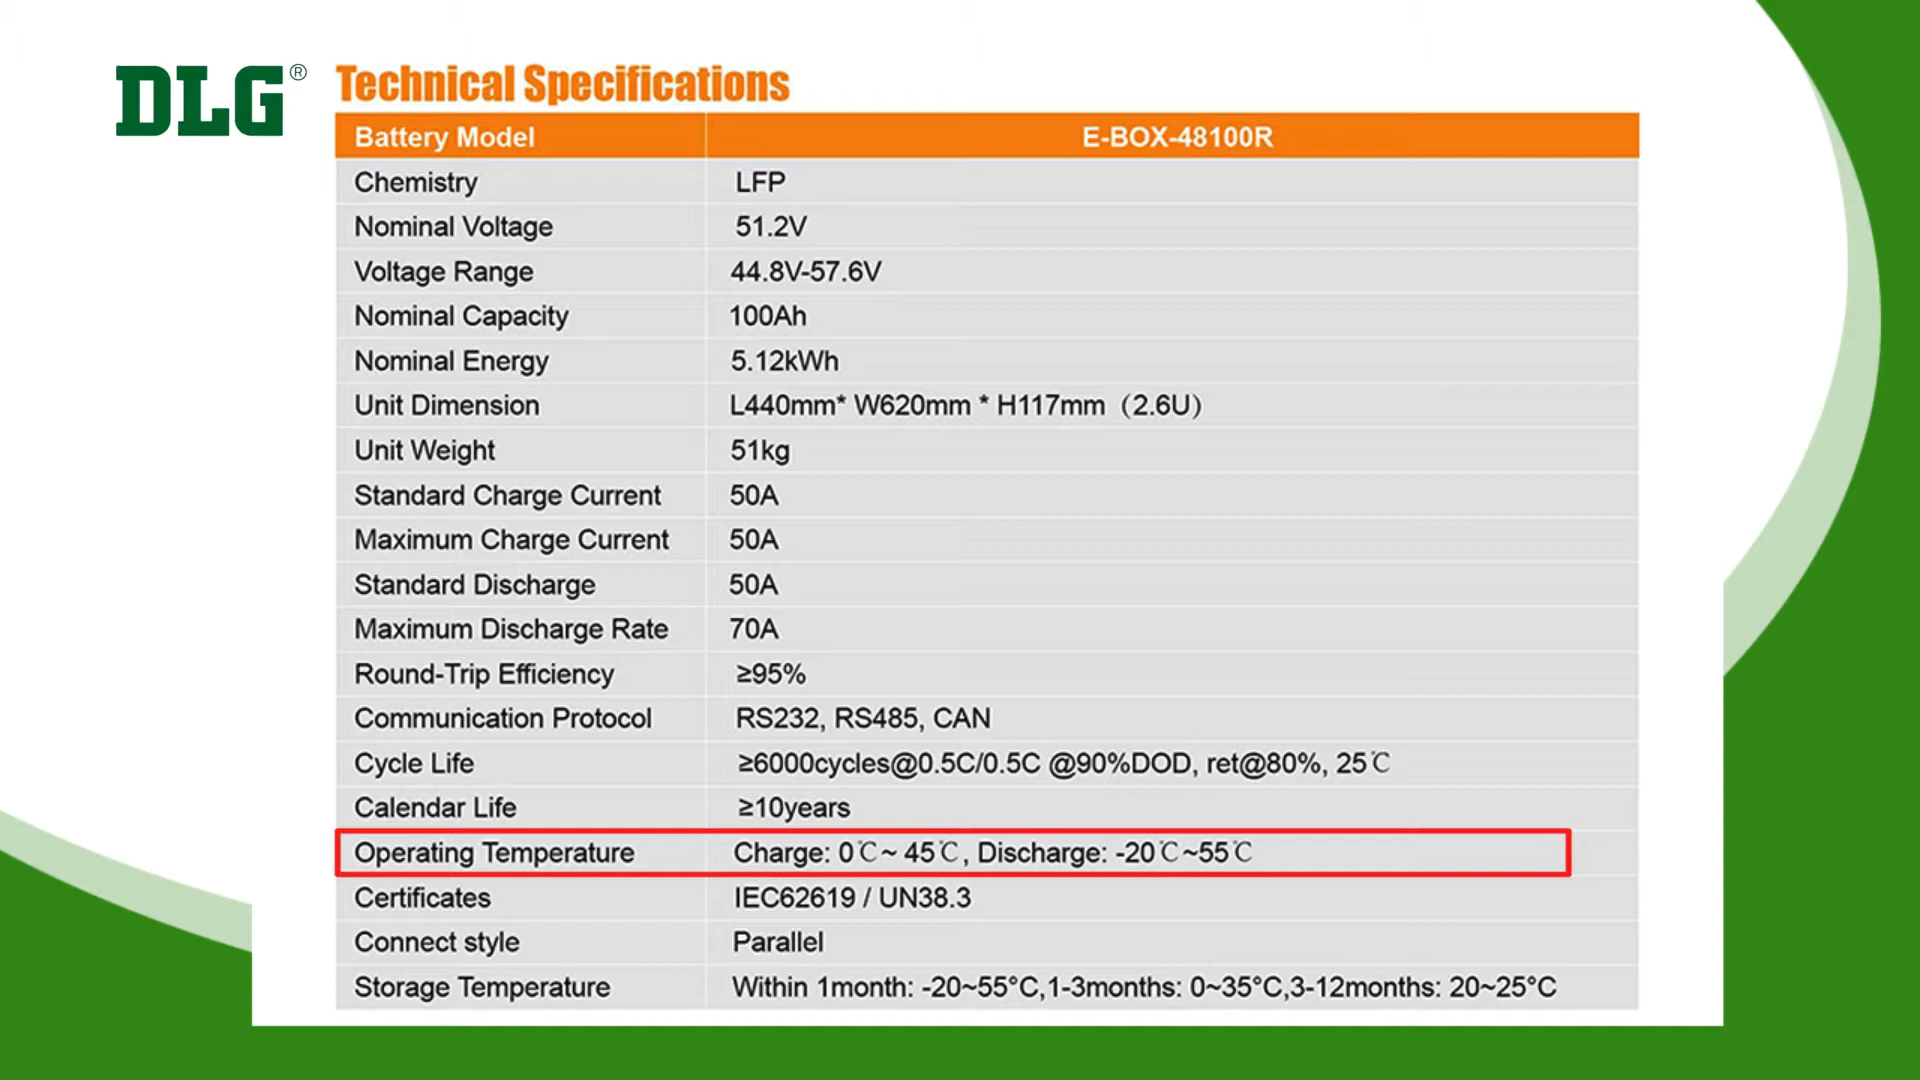 DLG®
Technical Specifications
Battery Model E-BOX-48100R
Chemistry LFP
Nominal Voltage 51.2V
Voltage Range 44.8V-57.6V
Nominal Capacity 100Ah
Nominal Energy 5.12kWh
Unit Dimension L440mm* W620mm * H117mm（2.6U）
Unit Weight 51kg
Standard Charge Current 50A
Maximum Charge Current 50A
Standard Discharge 50A
Maximum Discharge Rate 70A
Round-Trip Efficiency ≥95%
Communication Protocol RS232, RS485, CAN
Cycle Life ≥6000cycles@0.5C/0.5C @90%DOD, ret@80%, 25℃
Calendar Life ≥10years
Operating Temperature Charge: 0℃~ 45℃, Discharge: -20℃~55℃
Certificates IEC62619 / UN38.3
Connect style Parallel
Storage Temperature Within 1month: -20~55°C,1-3months: 0~35°C,3-12months: 20~25°C